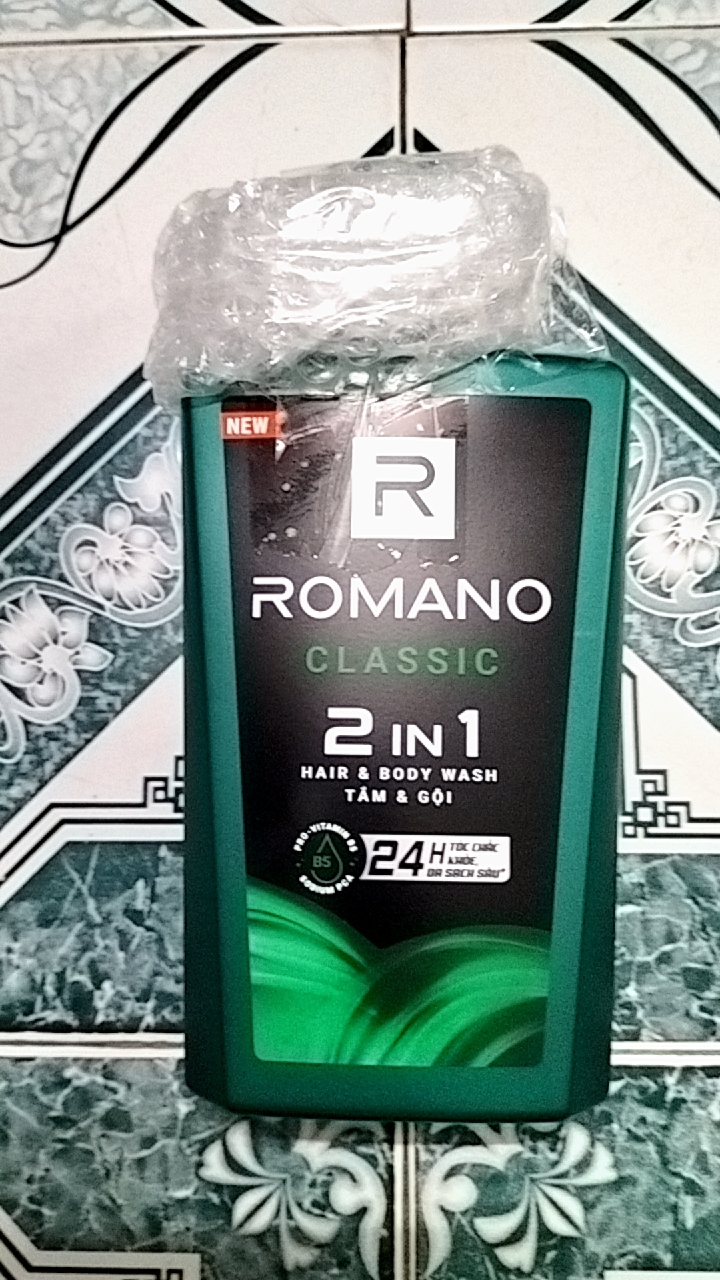 NEW
R
ROMANO
CLASSIC
2 IN 1
HAIR & BODY WASH
TẮM & GỘI
PRO-VITAMIN B5
B5
SODIUM PCA
24H TÓC CHẮC
KHỎE,
DA SẠCH SÂU*